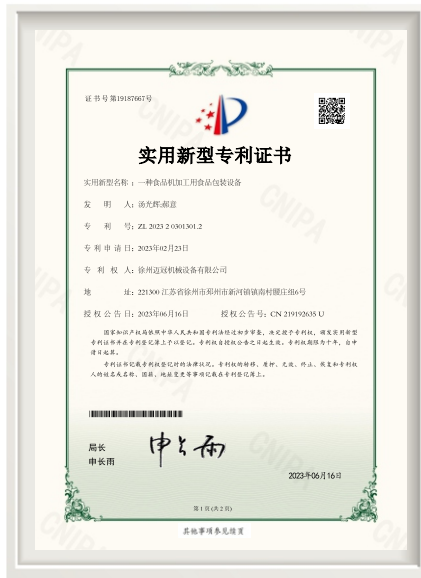 证书号第19187667号
实用新型专利证书
实用新型名称：一种食品机加工用食品包装设备
发明人：汤光辉;郝意
专利号：ZL 2023 2 0301301.2
专利申请日：2023年02月23日
专利权人：徐州迈冠机械设备有限公司
地址：221300 江苏省徐州市邳州市新河镇镇南村腰庄组6号
授权公告日：2023年06月16日 授权公告号：CN 219192635 U
国家知识产权局依照中华人民共和国专利法经过初步审查，决定授予专利权，颁发实用新型
专利证书并在专利登记簿上予以登记。专利权自授权公告之日起生效。专利权期限为十年，自申
请日起算。
专利证书记载专利权登记时的法律状况。专利权的转移、质押、无效、终止、恢复和专利权
人的姓名或名称、国籍、地址变更等事项记载在专利登记簿上。
局长
申长雨
申长雨
2023年06月16日
第 1 页 (共 2 页)
其他事项参见续页
CNIPA
CNIPA
CNIPA
CNIPA
CNIPA